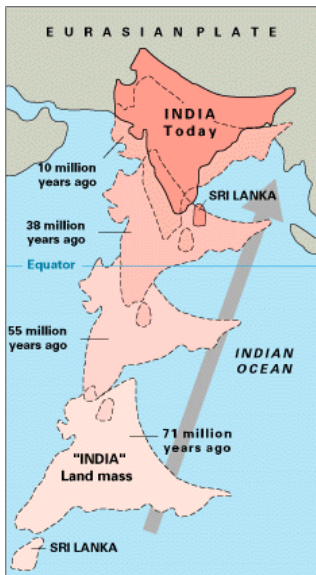 EURASIAN PLATE
INDIA
Today
10 million
years ago
SRI LANKA
38 million
years ago
Equator
55 million
years ago
INDIAN
OCEAN
71 million
years ago
"INDIA"
Land mass
SRI LANKA